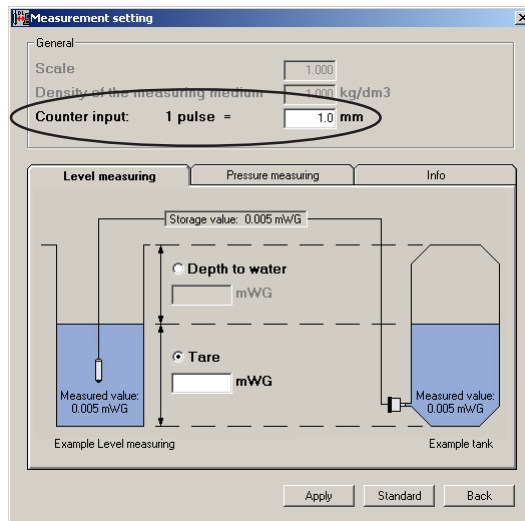 Measurement setting
General
Scale 1.000
Density of the measuring medium 1.000 kg/dm3
Counter input: 1 pulse = 1.0 mm
Level measuring Pressure measuring Info
Storage value: 0.005 mWG
Depth to water
mWG
Tare
mWG
Measured value:
0.005 mWG
Measured value:
0.005 mWG
Example Level measuring Example tank
Apply Standard Back